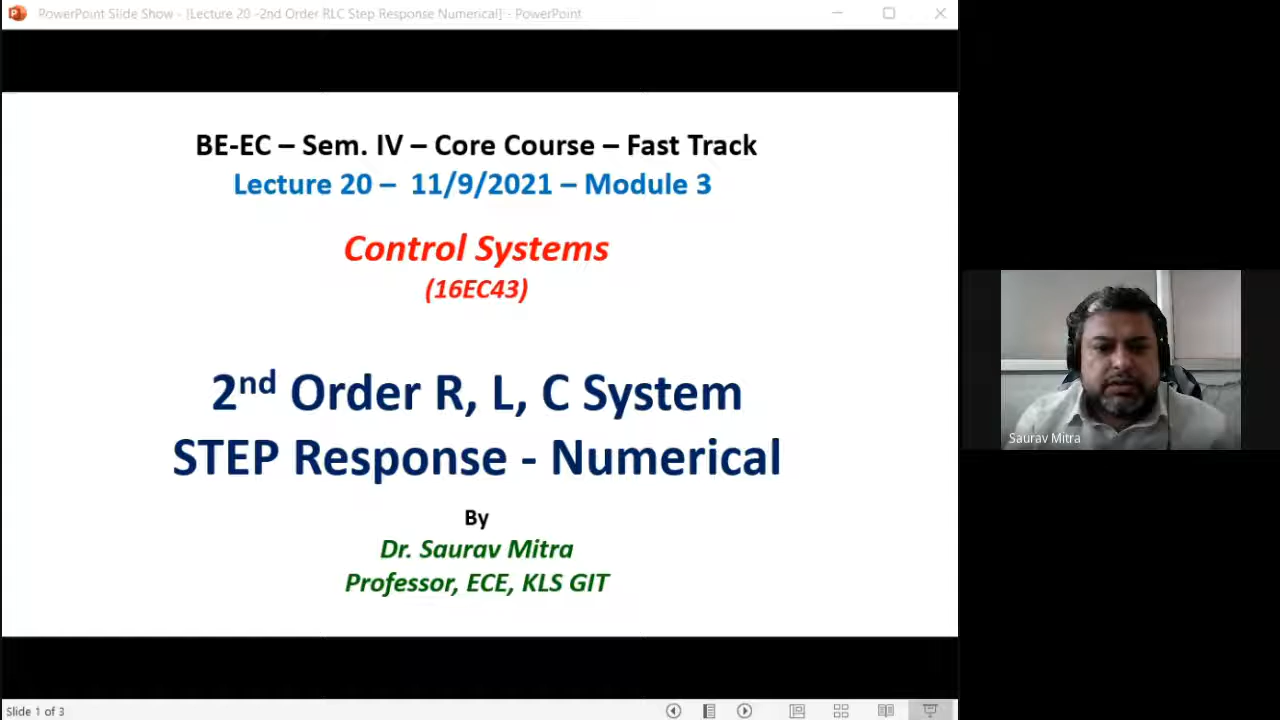 PowerPoint Slide Show - [Lecture 20 -2nd Order RLC Step Response Numerical] - PowerPoint
BE-EC – Sem. IV – Core Course – Fast Track
Lecture 20 – 11/9/2021 – Module 3
Control Systems
(16EC43)
2nd Order R, L, C System
STEP Response - Numerical
By
Dr. Saurav Mitra
Professor, ECE, KLS GIT
Saurav Mitra
Slide 1 of 3